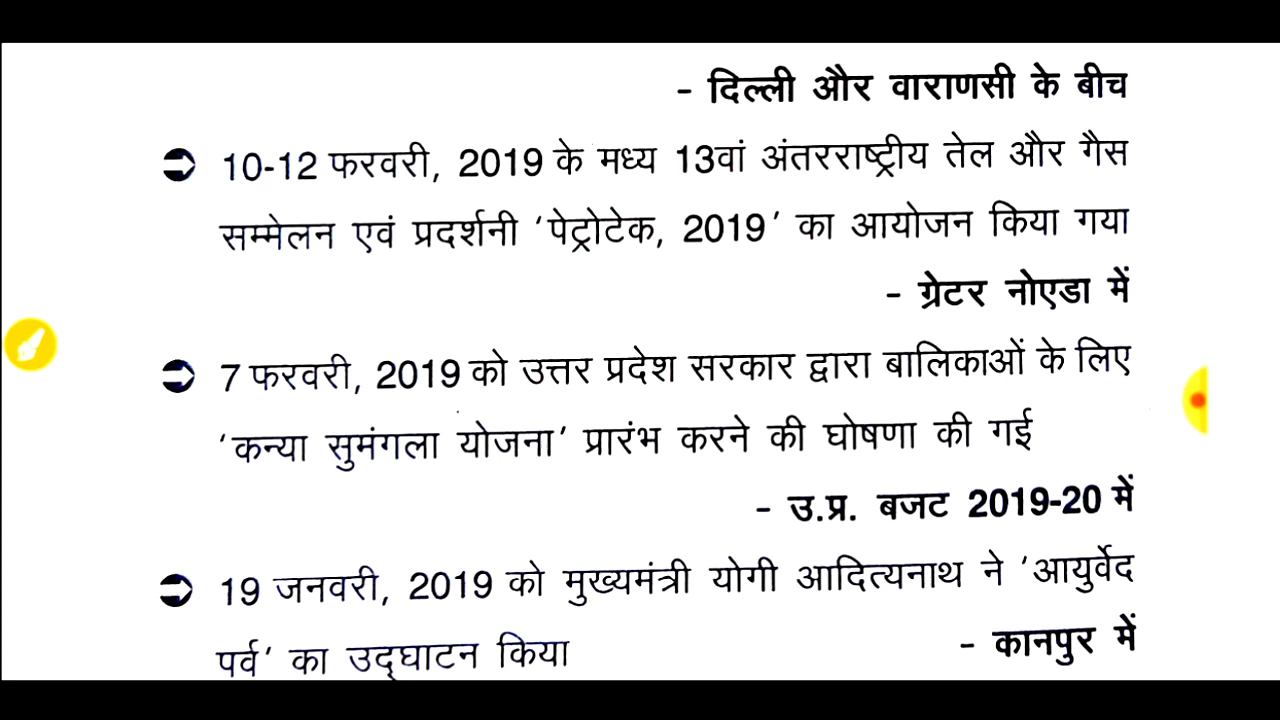 - दिल्ली और वाराणसी के बीच
➲ 10-12 फरवरी, 2019 के मध्य 13वां अंतरराष्ट्रीय तेल और गैस
सम्मेलन एवं प्रदर्शनी ‘पेट्रोटेक, 2019’ का आयोजन किया गया
- ग्रेटर नोएडा में
➲ 7 फरवरी, 2019 को उत्तर प्रदेश सरकार द्वारा बालिकाओं के लिए
‘कन्या सुमंगला योजना’ प्रारंभ करने की घोषणा की गई
- उ.प्र. बजट 2019-20 में
➲ 19 जनवरी, 2019 को मुख्यमंत्री योगी आदित्यनाथ ने ‘आयुर्वेद
पर्व’ का उद्घाटन किया - कानपुर में